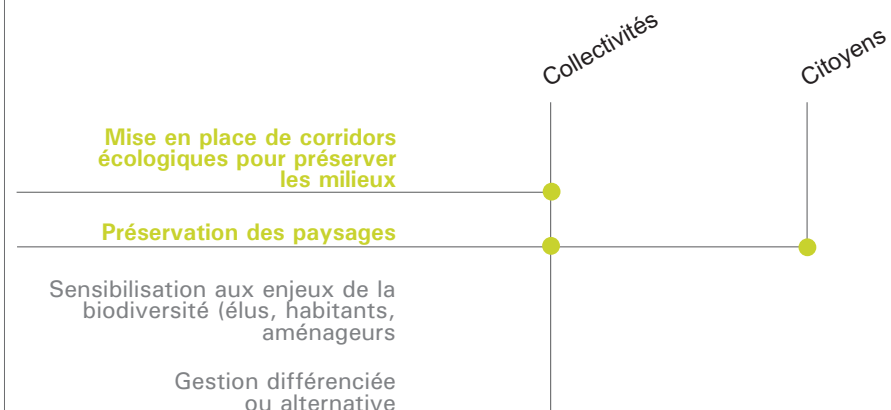 Collectivités
Citoyens
Mise en place de corridors
écologiques pour préserver
les milieux
Préservation des paysages
Sensibilisation aux enjeux de la
biodiversité (élus, habitants,
aménageurs
Gestion différenciée
ou alternative